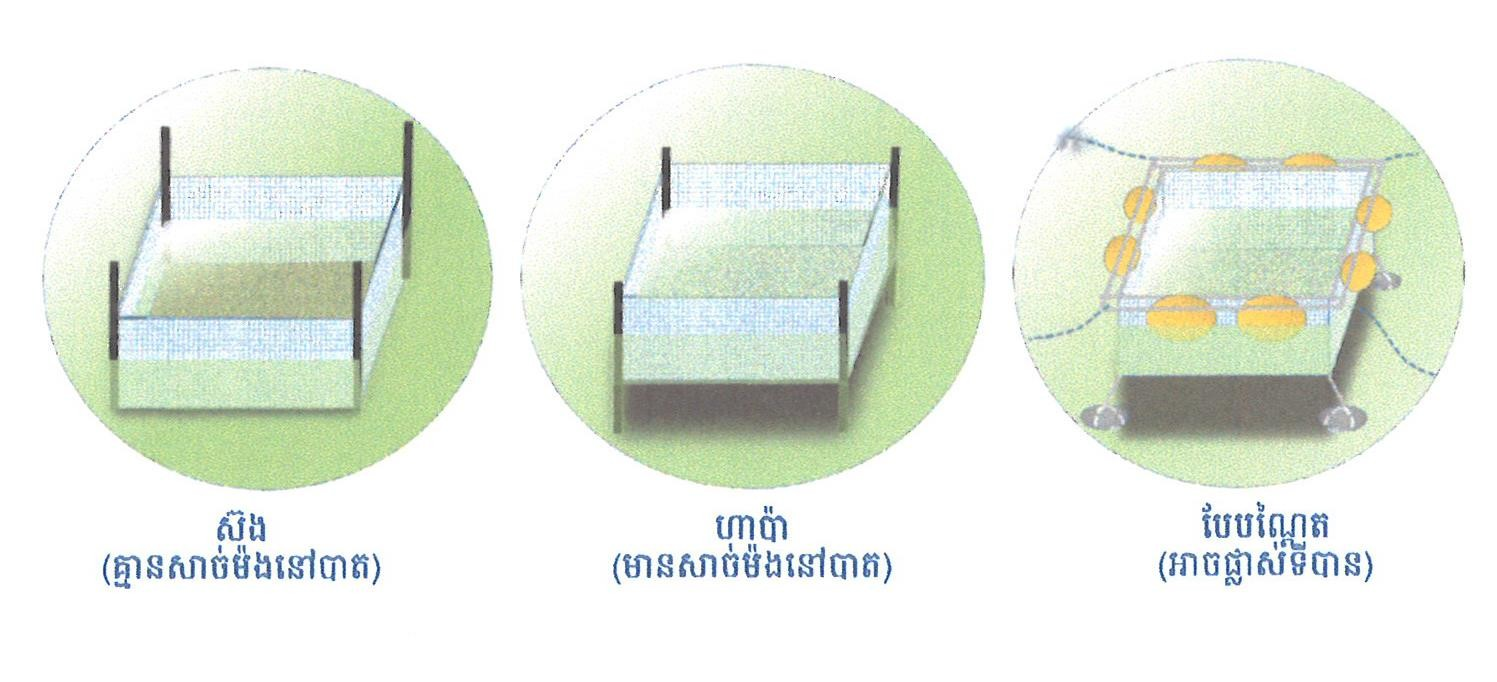 ស៊ង
(គ្មានសាច់ម៉ងនៅបាត)
ហាប៉ា
(មានសាច់ម៉ងនៅបាត)
បែបណ្ដែត
(អាចផ្លាស់ទីបាន)